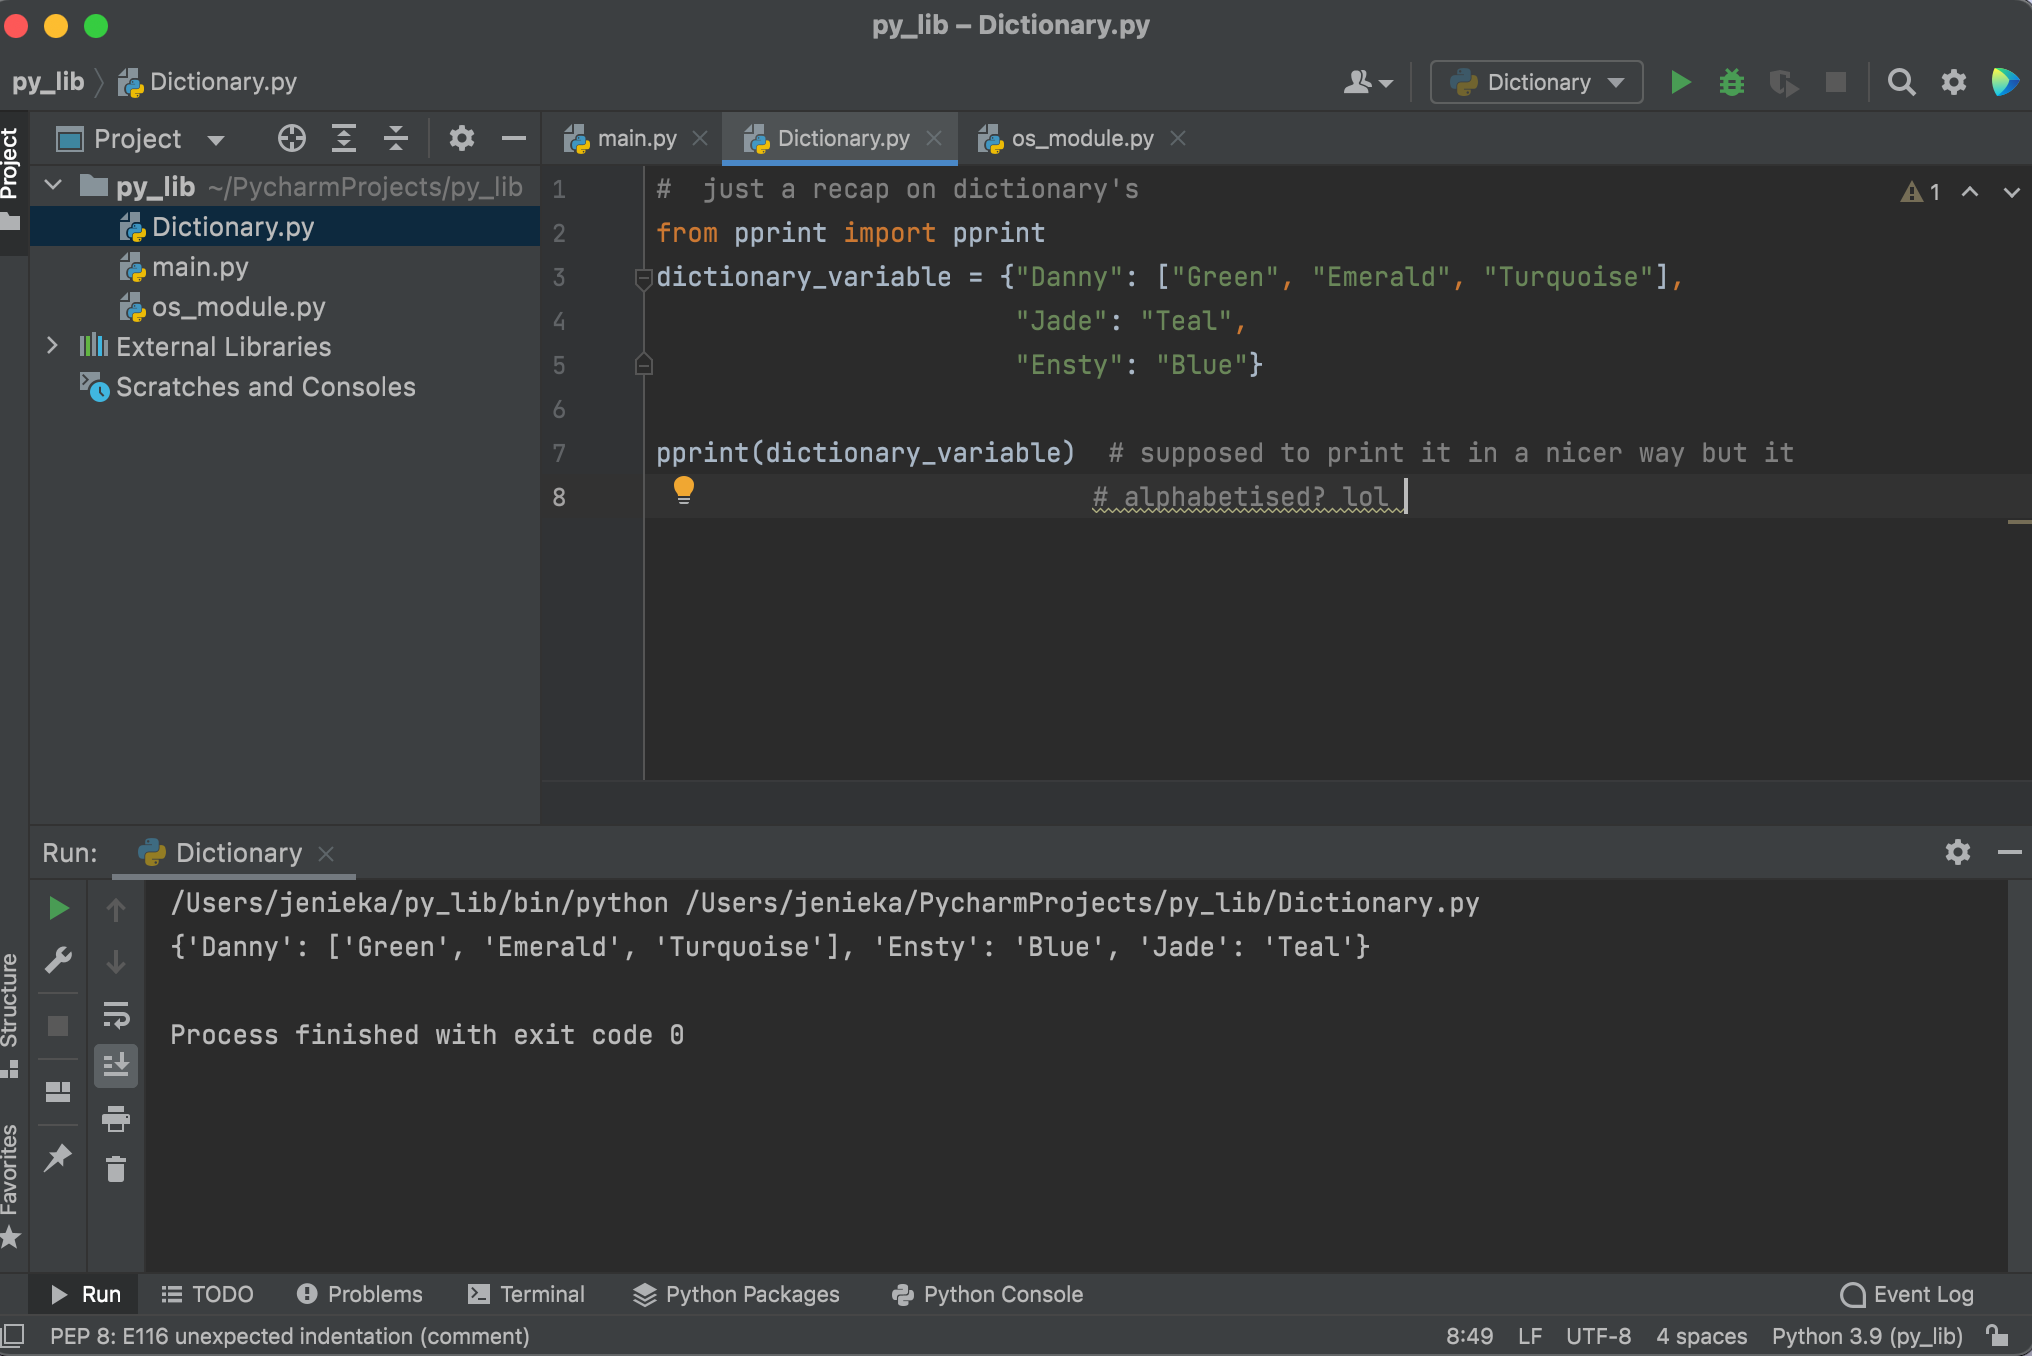 py_lib – Dictionary.py
py_lib Dictionary.py
Dictionary
Project
Project
main.py
Dictionary.py
os_module.py
py_lib ~/PycharmProjects/py_lib
Dictionary.py
main.py
os_module.py
External Libraries
Scratches and Consoles
1 #  just a recap on dictionary's
2 from pprint import pprint
3 dictionary_variable = {"Danny": ["Green", "Emerald", "Turquoise"],
4 "Jade": "Teal",
5 "Ensty": "Blue"}
6
7 pprint(dictionary_variable)  # supposed to print it in a nicer way but it
8 # alphabetised? lol
1
Run: Dictionary
/Users/jenieka/py_lib/bin/python /Users/jenieka/PycharmProjects/py_lib/Dictionary.py
{'Danny': ['Green', 'Emerald', 'Turquoise'], 'Ensty': 'Blue', 'Jade': 'Teal'}
Process finished with exit code 0
Structure
Favorites
Run TODO Problems Terminal Python Packages Python Console Event Log
PEP 8: E116 unexpected indentation (comment) 8:49 LF UTF-8 4 spaces Python 3.9 (py_lib)